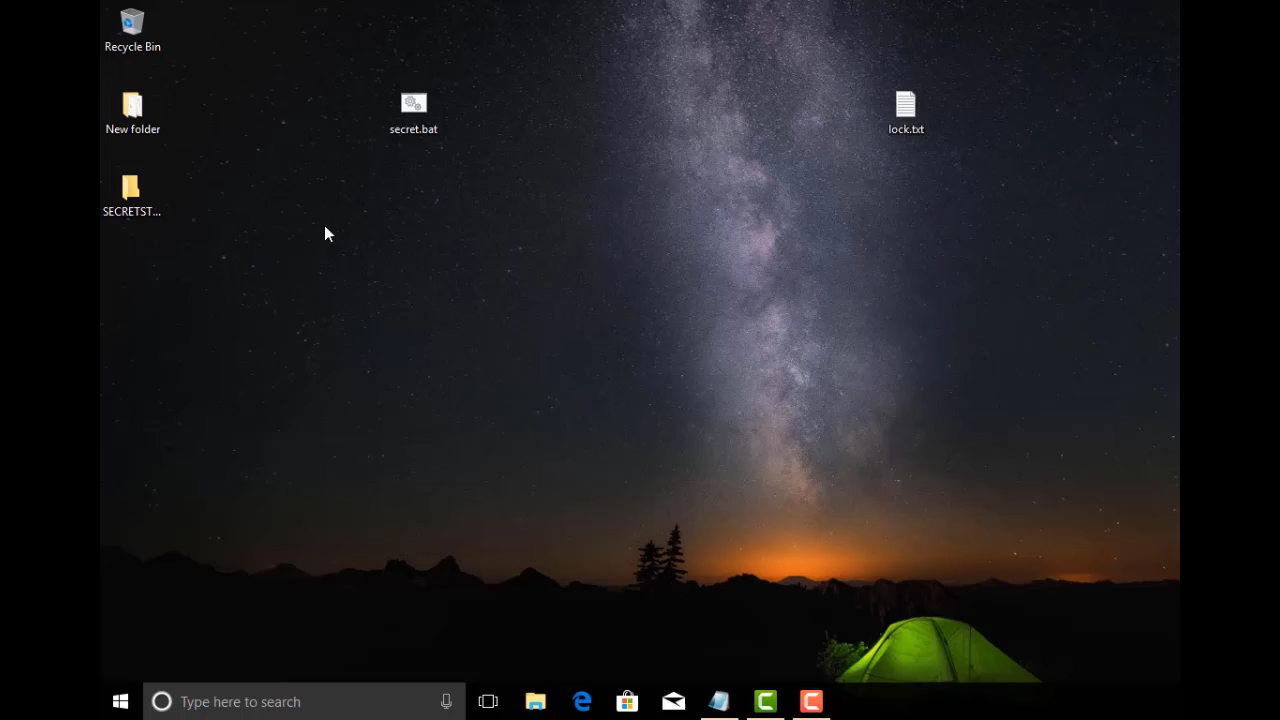 Recycle Bin
New folder
secret.bat
lock.txt
SECRETST...
Type here to search